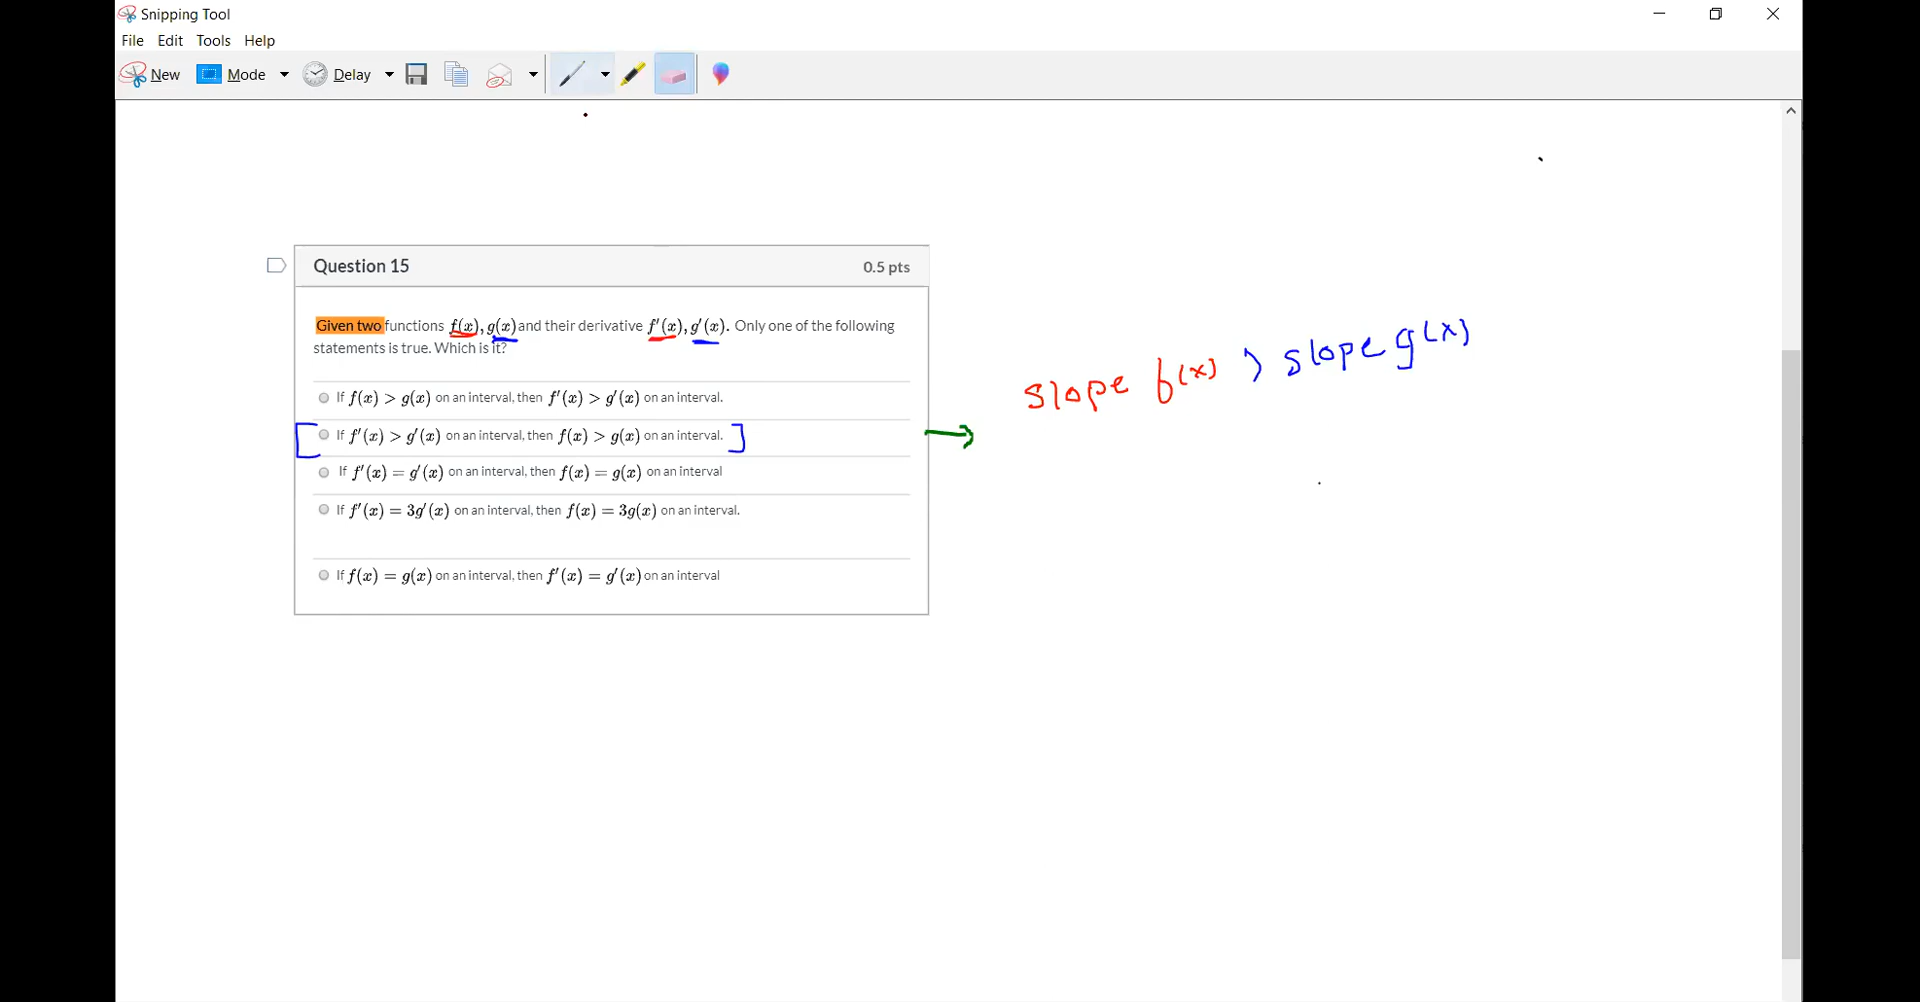 Snipping Tool
File Edit Tools Help
New Mode Delay
Question 15 0.5 pts
Given two functions f(x), g(x) and their derivative f′(x), g′(x). Only one of the following
statements is true. Which is it?
If f(x) > g(x) on an interval, then f′(x) > g′(x) on an interval.
If f′(x) > g′(x) on an interval, then f(x) > g(x) on an interval.
If f′(x) = g′(x) on an interval, then f(x) = g(x) on an interval
If f′(x) = 3g′(x) on an interval, then f(x) = 3g(x) on an interval.
If f(x) = g(x) on an interval, then f′(x) = g′(x) on an interval
slope f(x) > slope g(x)